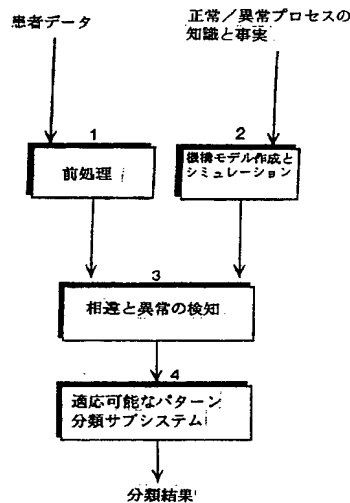 患者データ
正常／異常プロセスの
知識と事実
1
前処理
2
機構モデル作成と
シミュレーション
3
相違と異常の検知
4
適応可能なパターン
分類サブシステム
分類結果